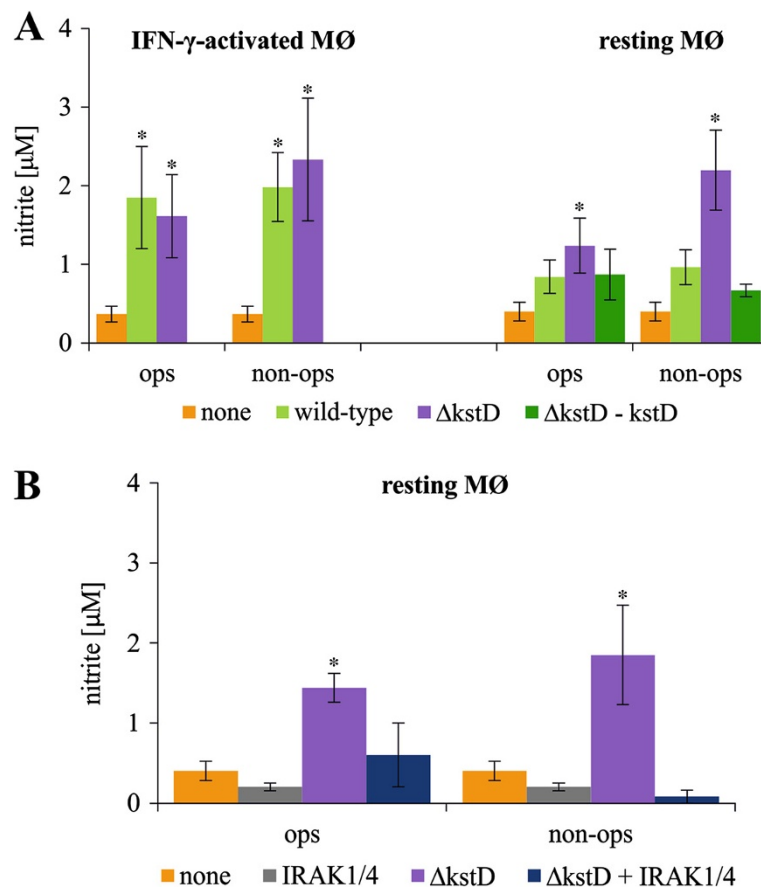 A
IFN-γ-activated MØ
resting MØ
nitrite [µM]
4
3
2
1
0
* * * * * *
ops
non-ops
ops
non-ops
none wild-type ΔkstD ΔkstD - kstD
B
resting MØ
nitrite [µM]
4
3
2
1
0
* *
ops
non-ops
none IRAK1/4 ΔkstD ΔkstD + IRAK1/4